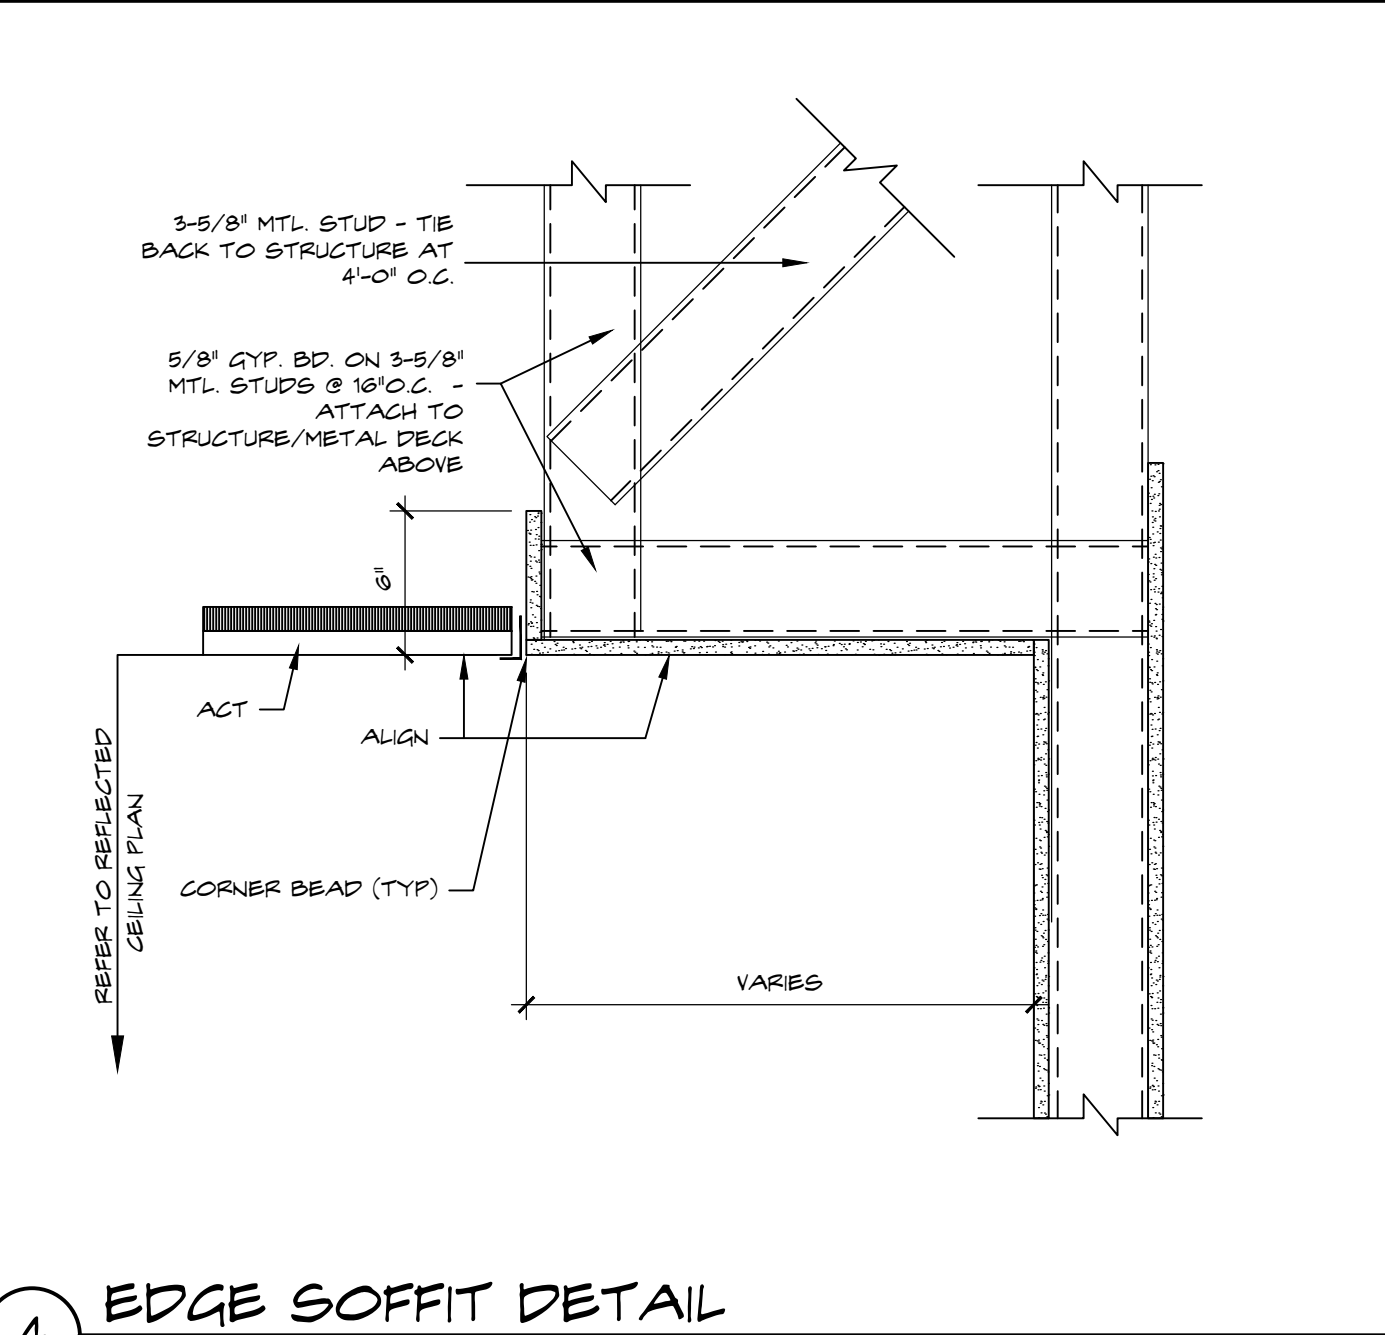 3-5/8" MTL. STUD - TIE
BACK TO STRUCTURE AT
4'-0" O.C.
5/8" GYP. BD. ON 3-5/8"
MTL. STUDS @ 16"O.C. -
ATTACH TO
STRUCTURE/METAL DECK
ABOVE
6"
ACT
ALIGN
REFER TO REFLECTED
CEILING PLAN
CORNER BEAD (TYP)
VARIES
EDGE SOFFIT DETAIL